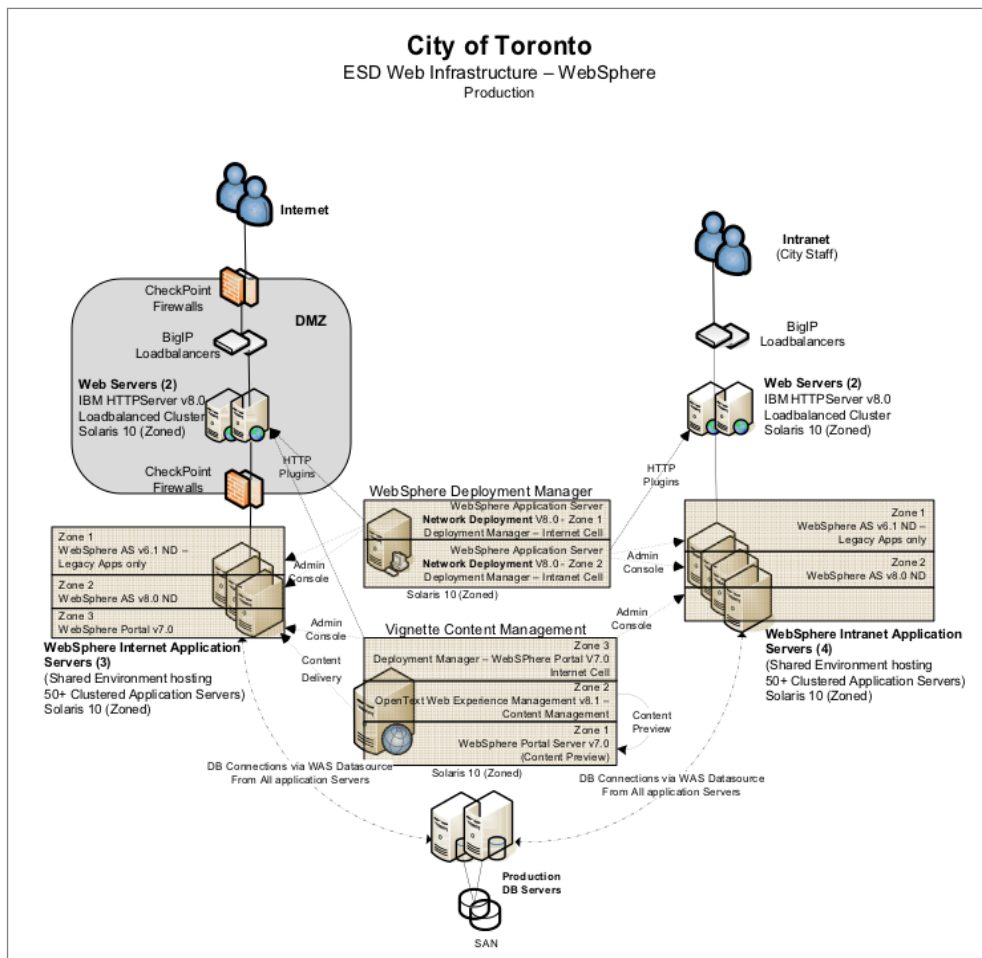 City of Toronto
ESD Web Infrastructure – WebSphere
Production
Internet
Intranet
(City Staff)
CheckPoint
Firewalls
DMZ
BigIP
Loadbalancers
BigIP
Loadbalancers
Web Servers (2)
IBM HTTPServer v8.0
Loadbalanced Cluster
Solaris 10 (Zoned)
Web Servers (2)
IBM HTTPServer v8.0
Loadbalanced Cluster
Solaris 10 (Zoned)
CheckPoint
Firewalls
HTTP
Plugins
HTTP
Plugins
WebSphere Deployment Manager
WebSphere Application Server
Network Deployment V8.0 - Zone 1
Deployment Manager – Internet Cell
WebSphere Application Server
Network Deployment V8.0 - Zone 2
Deployment Manager – Intranet Cell
Solaris 10 (Zoned)
Zone 1
WebSphere AS v6.1 ND –
Legacy Apps only
Zone 2
WebSphere AS v8.0 ND
Zone 3
WebSphere Portal v7.0
Admin
Console
Admin
Console
Zone 1
WebSphere AS v6.1 ND –
Legacy Apps only
Zone 2
WebSphere AS v8.0 ND
Admin
Console
Admin
Console
WebSphere Internet Application
Servers (3)
(Shared Environment hosting
50+ Clustered Application Servers)
Solaris 10 (Zoned)
Content
Delivery
Vignette Content Management
Zone 3
Deployment Manager – WebSPhere Portal V7.0
Internet Cell
Zone 2
OpenText Web Experience Management v8.1 –
Content Management
Zone 1
WebSphere Portal Server v7.0
(Content Preview)
Solaris 10 (Zoned)
Content
Preview
WebSphere Intranet Application
Servers (4)
(Shared Environment hosting
50+ Clustered Application Servers)
Solaris 10 (Zoned)
DB Connections via WAS Datasource
From All application Servers
DB Connections via WAS Datasource
From All application Servers
Production
DB Servers
SAN